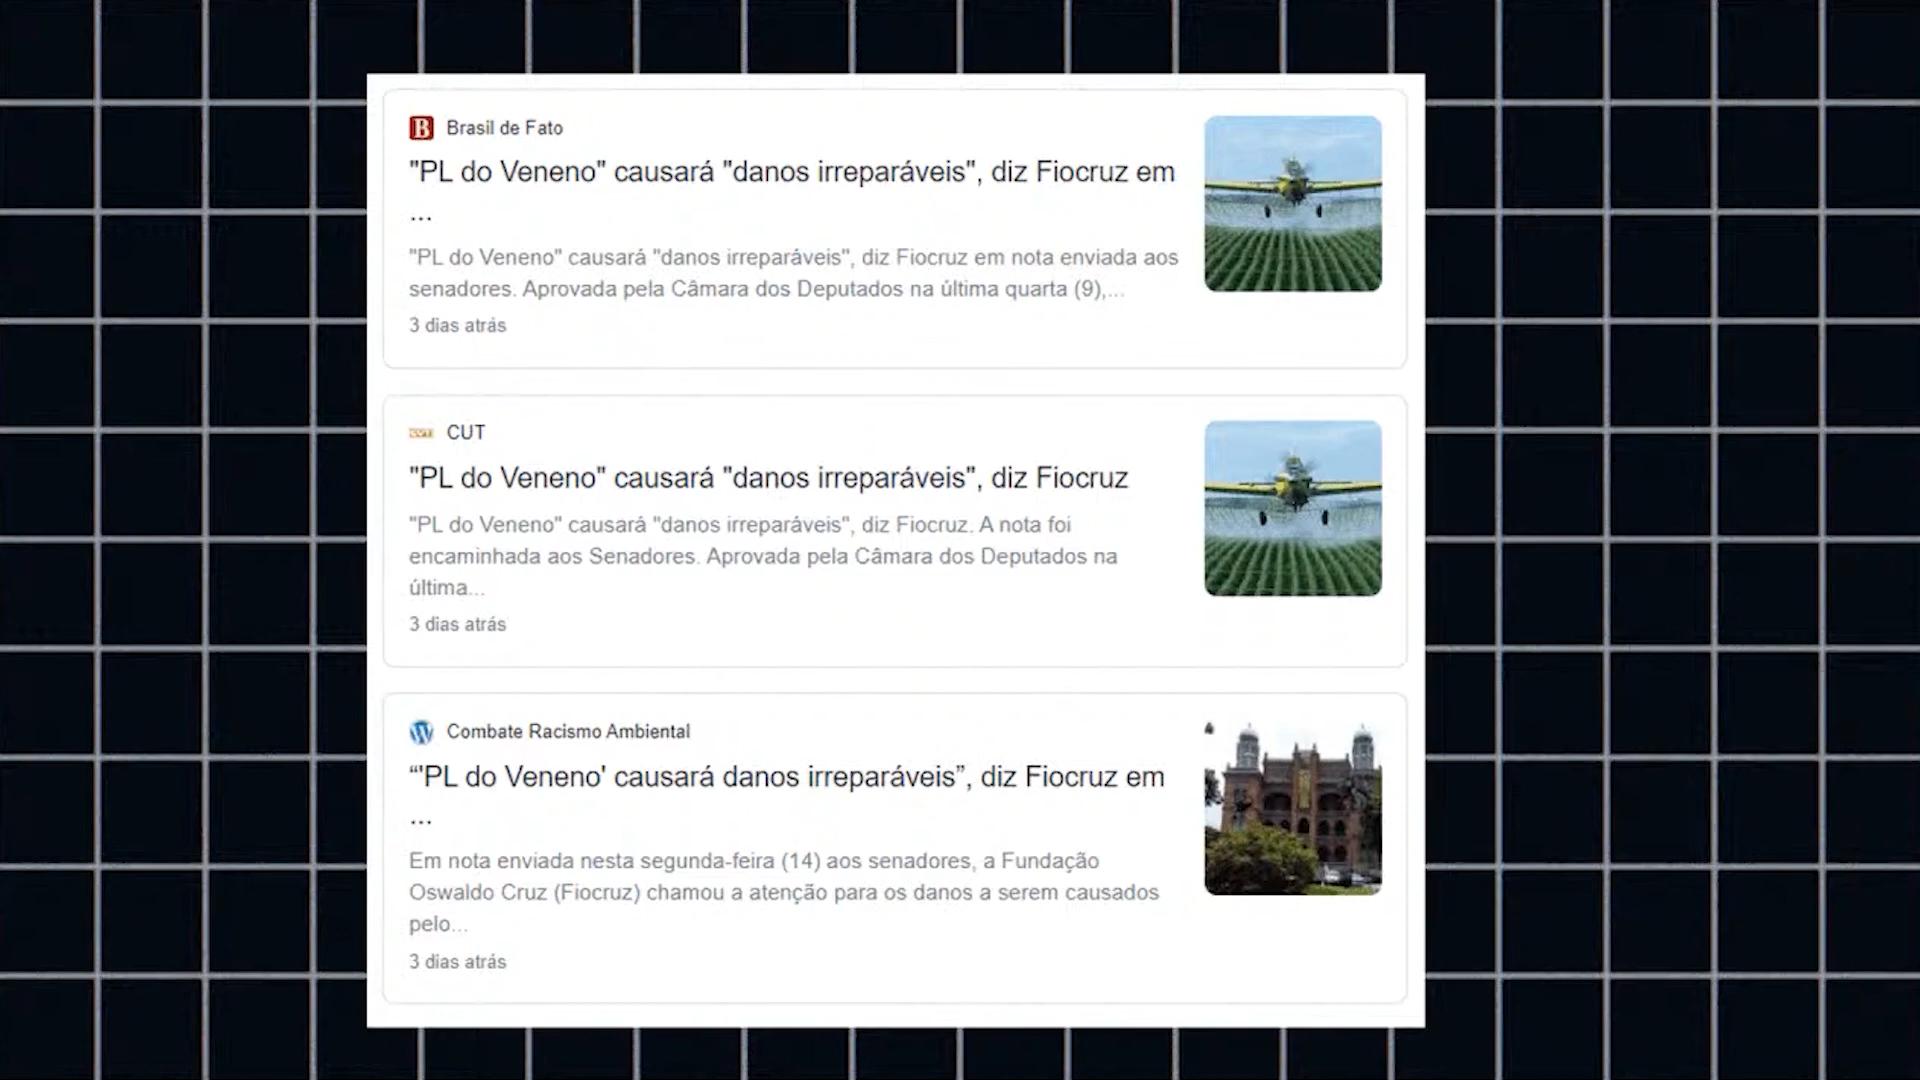 Brasil de Fato
"PL do Veneno" causará "danos irreparáveis", diz Fiocruz em
...
"PL do Veneno" causará "danos irreparáveis", diz Fiocruz em nota enviada aos
senadores. Aprovada pela Câmara dos Deputados na última quarta (9),...
3 dias atrás
CUT
"PL do Veneno" causará "danos irreparáveis", diz Fiocruz
"PL do Veneno" causará "danos irreparáveis", diz Fiocruz. A nota foi
encaminhada aos Senadores. Aprovada pela Câmara dos Deputados na
última...
3 dias atrás
Combate Racismo Ambiental
“'PL do Veneno' causará danos irreparáveis”, diz Fiocruz em
...
Em nota enviada nesta segunda-feira (14) aos senadores, a Fundação
Oswaldo Cruz (Fiocruz) chamou a atenção para os danos a serem causados
pelo...
3 dias atrás